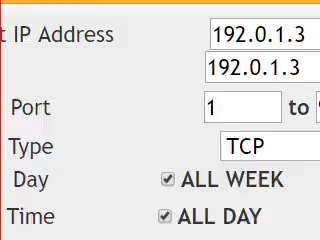 IP Address 192.0.1.3
192.0.1.3
Port 1 to
Type TCP
Day ALL WEEK
Time ALL DAY